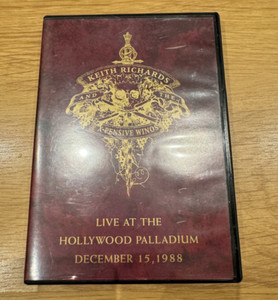 KEITH RICHARDS
AND THE
X-PENSIVE WINOS
LIVE AT THE
HOLLYWOOD PALLADIUM
DECEMBER 15, 1988